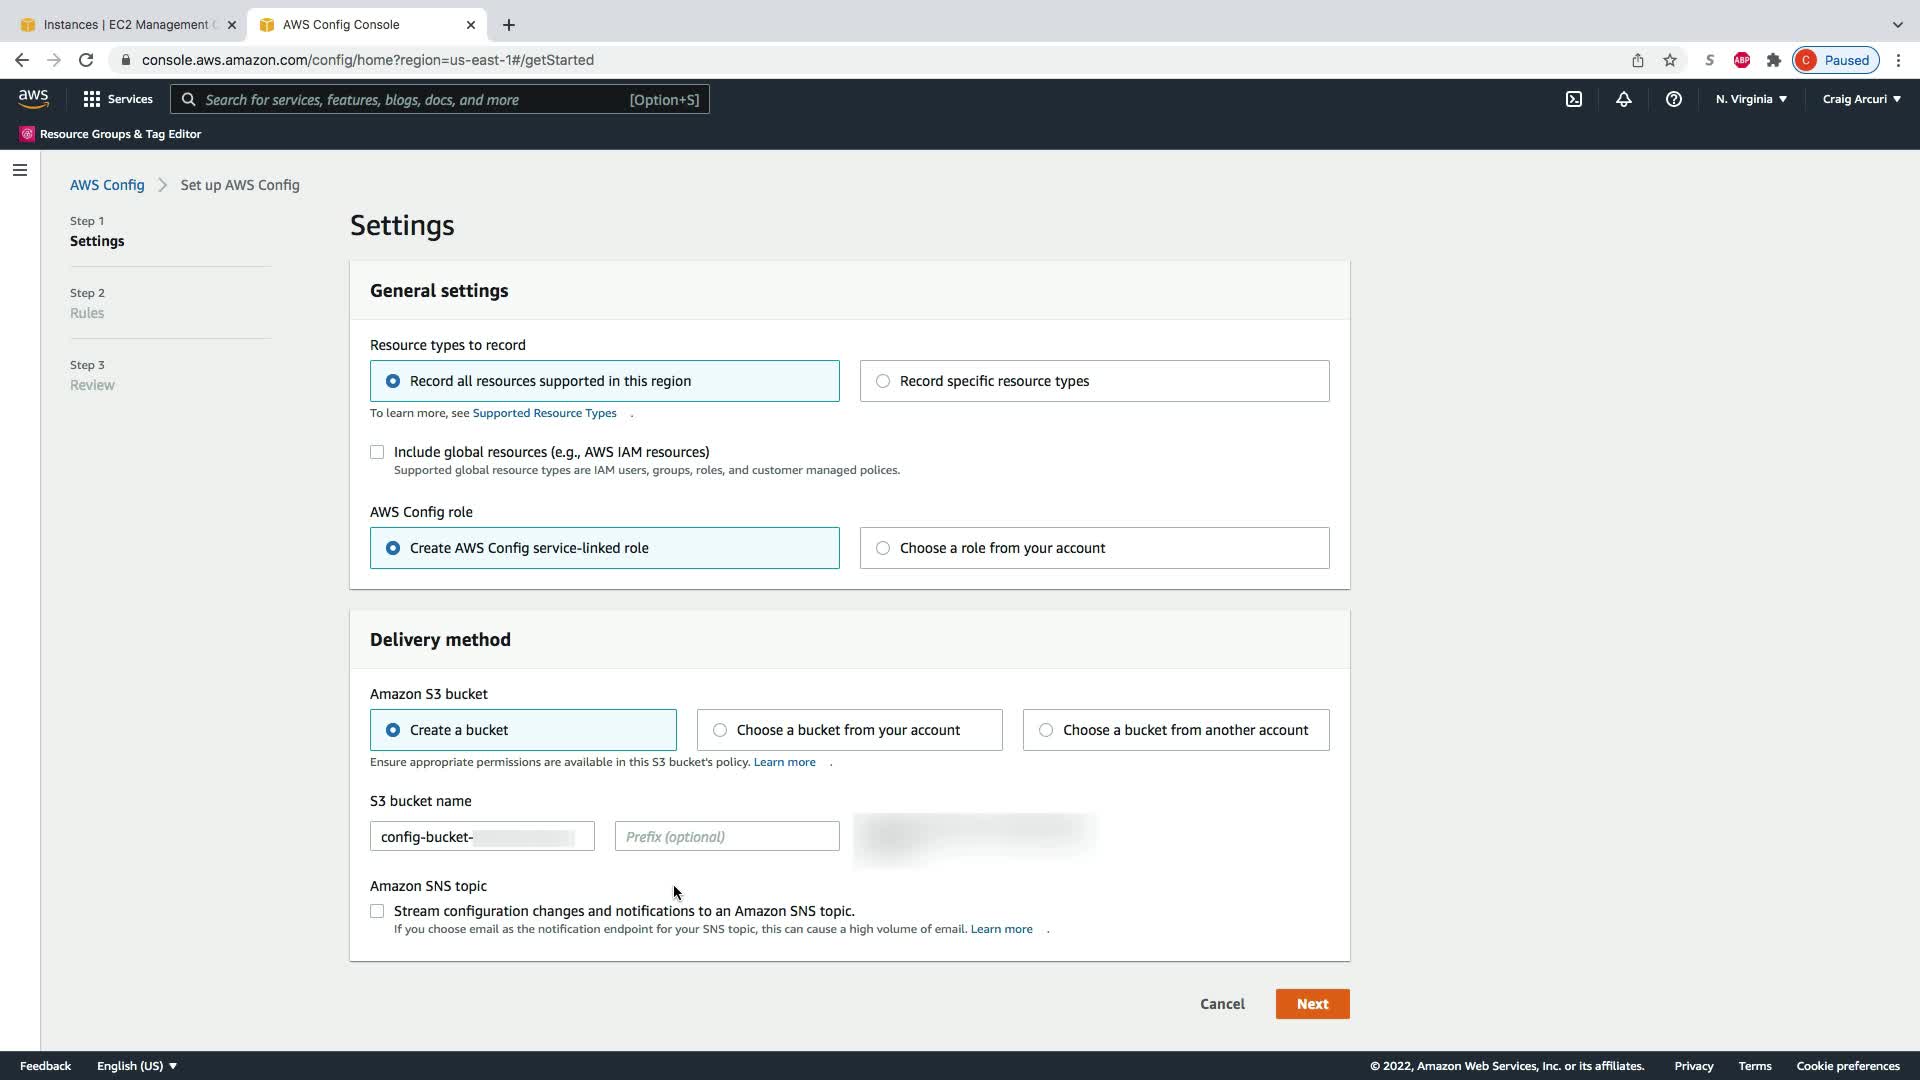 Instances | EC2 Management
AWS Config Console
console.aws.amazon.com/config/home?region=us-east-1#/getStarted
S
ABP
C
Paused
aws
Services
Search for services, features, blogs, docs, and more
[Option+S]
N. Virginia
Craig Arcuri
Resource Groups & Tag Editor
AWS Config
Set up AWS Config
Step 1
Settings
Step 2
Rules
Step 3
Review
Settings
General settings
Resource types to record
Record all resources supported in this region
Record specific resource types
To learn more, see Supported Resource Types .
Include global resources (e.g., AWS IAM resources)
Supported global resource types are IAM users, groups, roles, and customer managed polices.
AWS Config role
Create AWS Config service-linked role
Choose a role from your account
Delivery method
Amazon S3 bucket
Create a bucket
Choose a bucket from your account
Choose a bucket from another account
Ensure appropriate permissions are available in this S3 bucket's policy. Learn more .
S3 bucket name
config-bucket-
Prefix (optional)
Amazon SNS topic
Stream configuration changes and notifications to an Amazon SNS topic.
If you choose email as the notification endpoint for your SNS topic, this can cause a high volume of email. Learn more .
Cancel
Next
Feedback
English (US)
© 2022, Amazon Web Services, Inc. or its affiliates.
Privacy
Terms
Cookie preferences